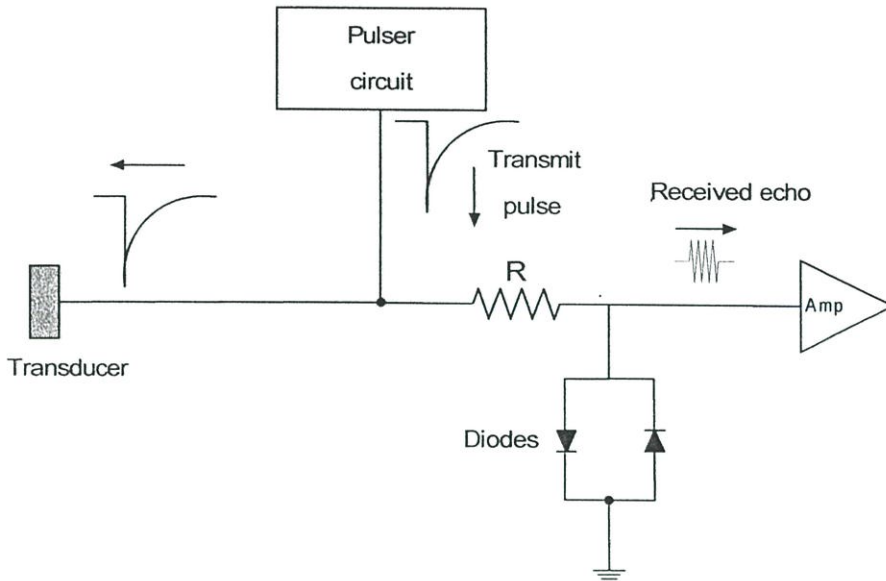 Pulser
circuit
Transmit
pulse
Received echo
R
Amp
Transducer
Diodes